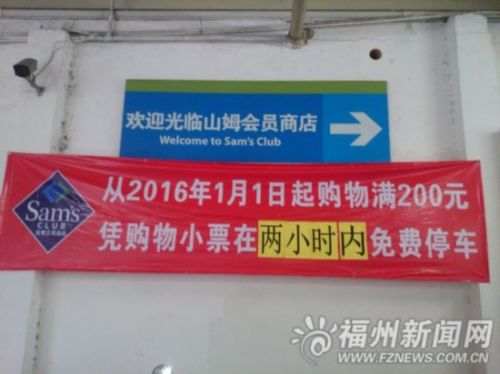 欢迎光临山姆会员商店
Welcome to Sam's Club
从2016年1月1日起购物满200元
Sam's
CLUB
凭购物小票在两小时内免费停车
福州新闻网
WWW.FZNEWS.COM.CN